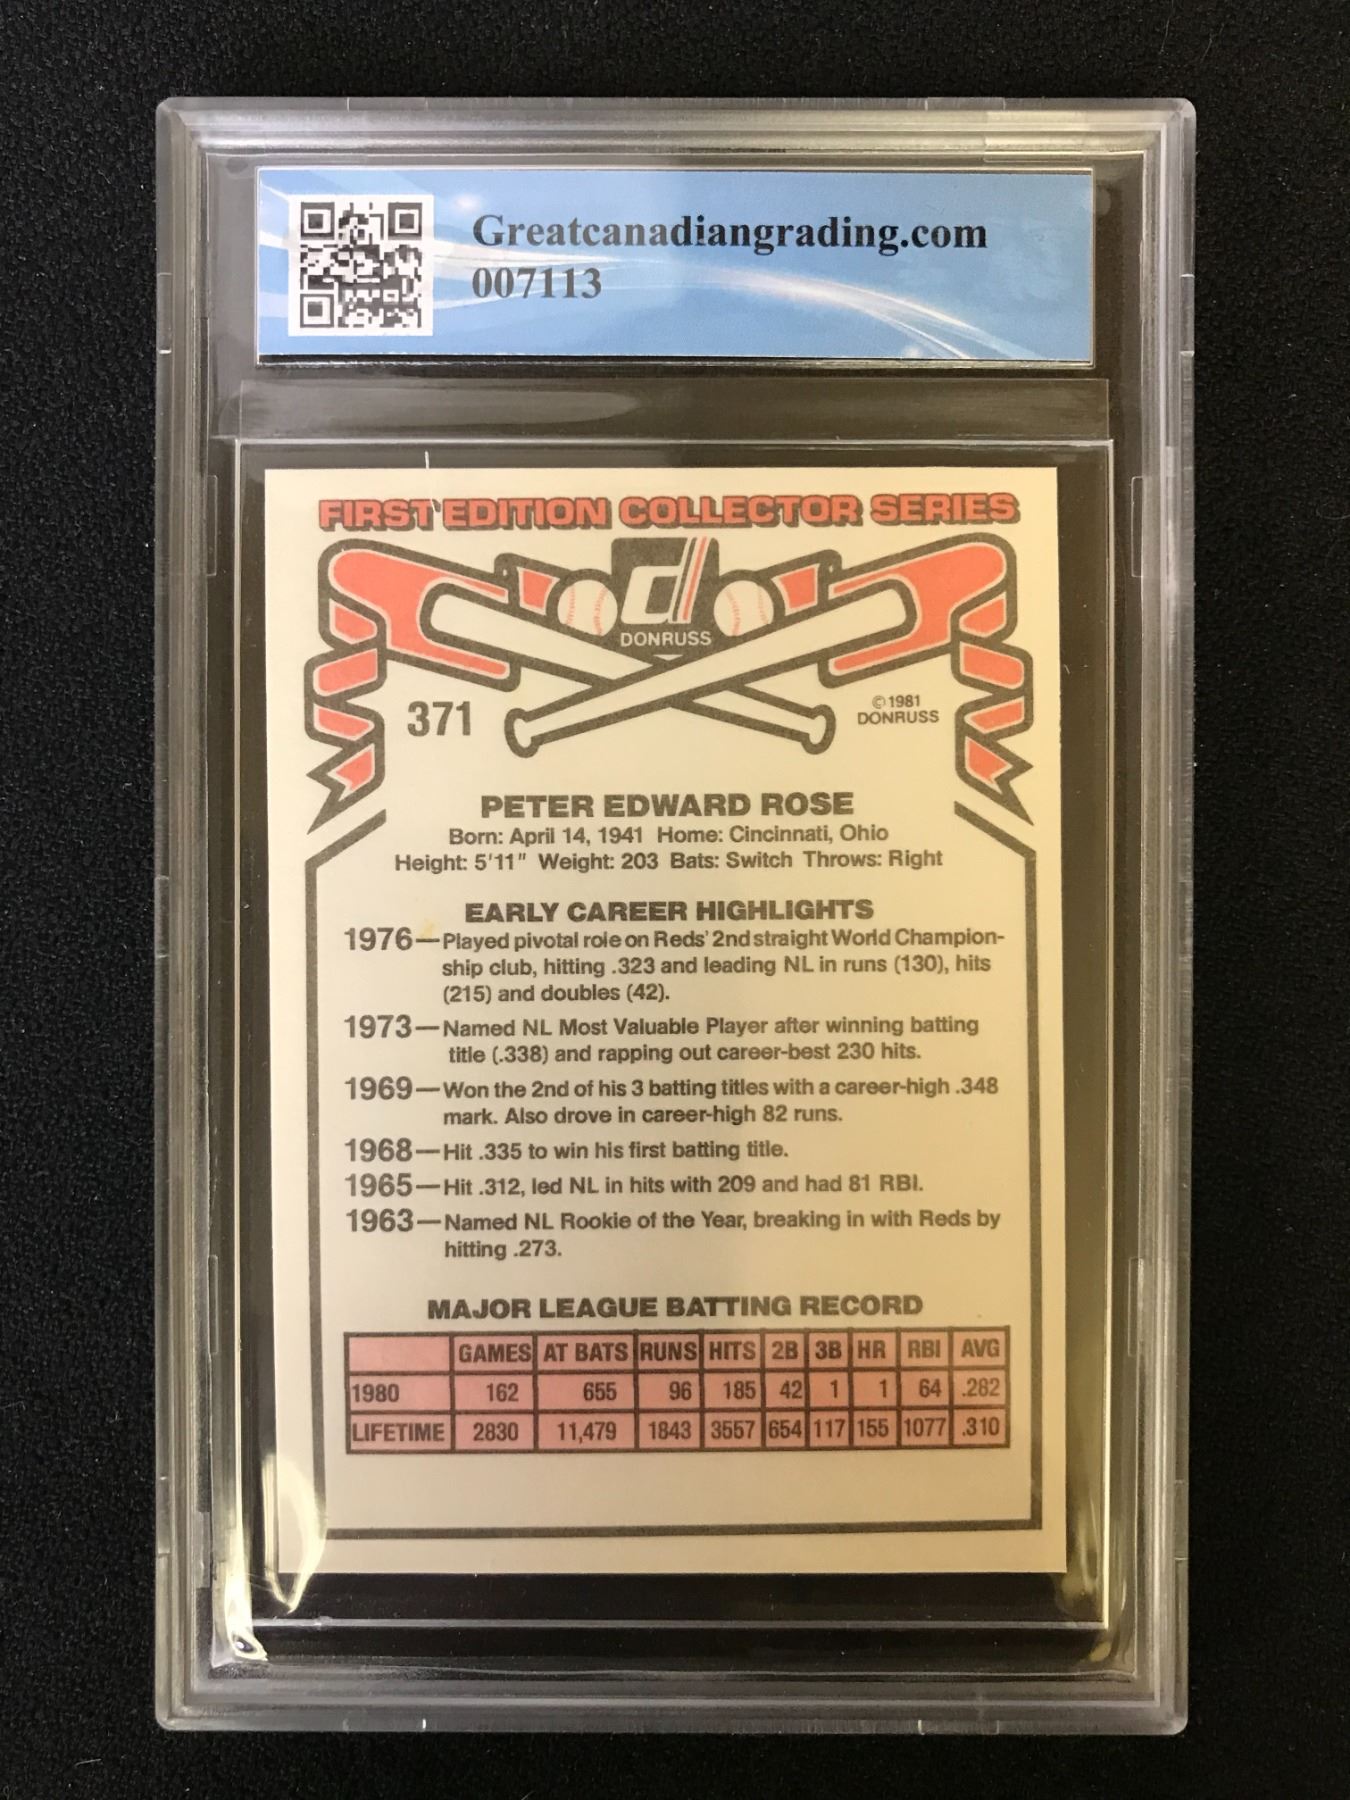 Greatcanadiangrading.com
007113
FIRST EDITION COLLECTOR SERIES
d
DONRUSS
371
© 1981
DONRUSS
PETER EDWARD ROSE
Born: April 14, 1941 Home: Cincinnati, Ohio
Height: 5'11" Weight: 203 Bats: Switch Throws: Right
EARLY CAREER HIGHLIGHTS
1976—Played pivotal role on Reds' 2nd straight World Champion-
ship club, hitting .323 and leading NL in runs (130), hits
(215) and doubles (42).
1973—Named NL Most Valuable Player after winning batting
title (.338) and rapping out career-best 230 hits.
1969—Won the 2nd of his 3 batting titles with a career-high .348
mark. Also drove in career-high 82 runs.
1968—Hit .335 to win his first batting title.
1965—Hit .312, led NL in hits with 209 and had 81 RBI.
1963—Named NL Rookie of the Year, breaking in with Reds by
hitting .273.
MAJOR LEAGUE BATTING RECORD
GAMES AT BATS RUNS HITS 2B 3B HR RBI AVG
1980 162 655 96 185 42 1 1 64 .282
LIFETIME 2830 11,479 1843 3557 654 117 155 1077 .310